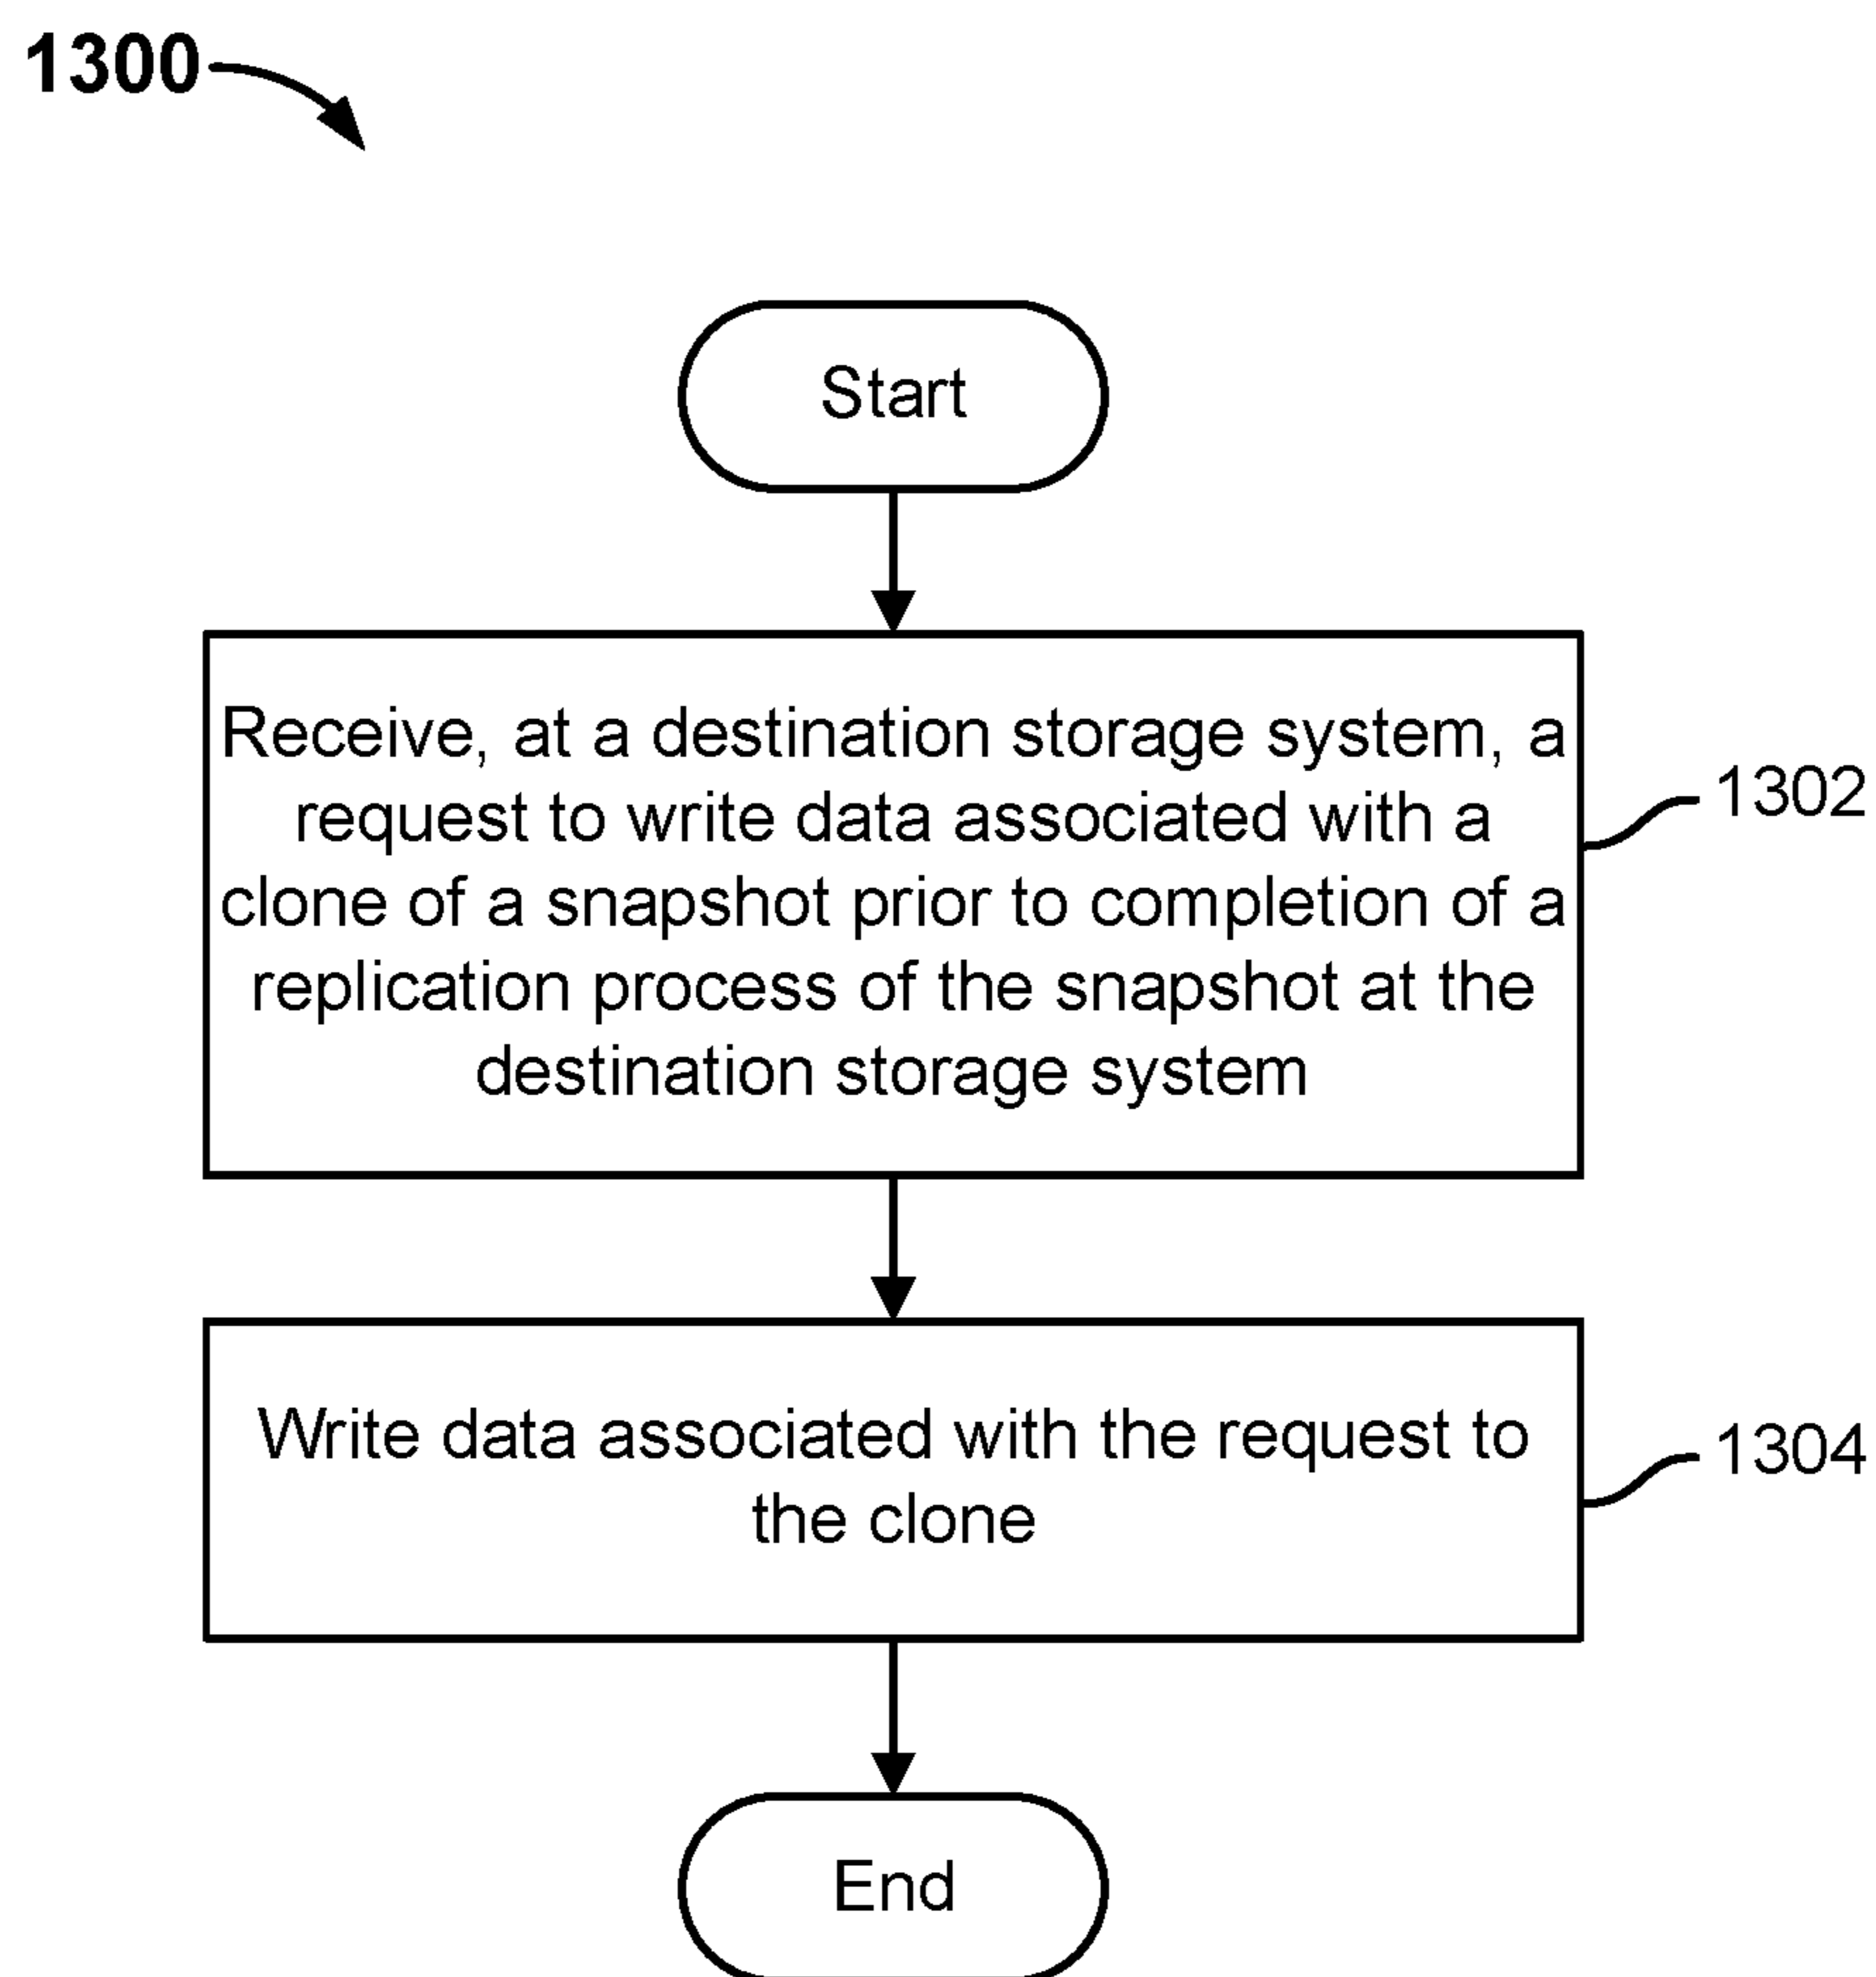 1300
Start
Receive, at a destination storage system, a
request to write data associated with a
clone of a snapshot prior to completion of a
replication process of the snapshot at the
destination storage system
1302
Write data associated with the request to
the clone
1304
End